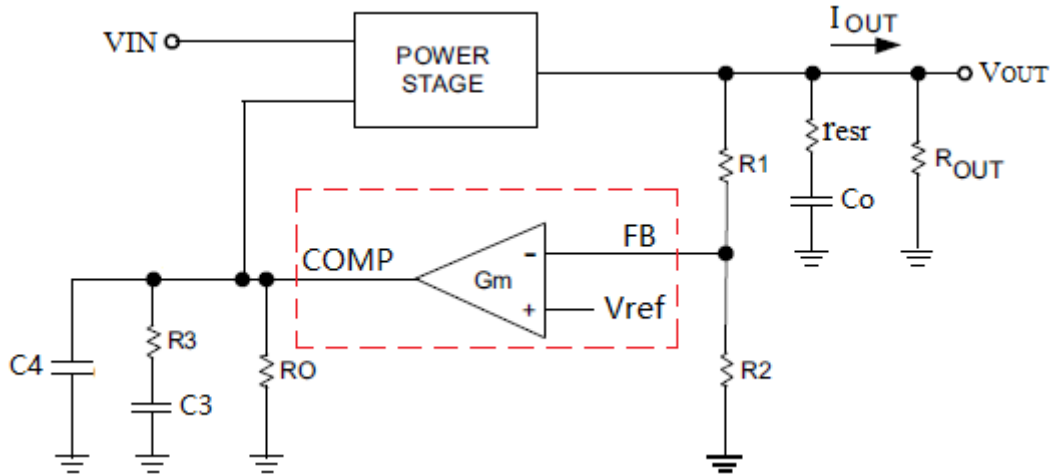 VIN
POWER
STAGE
IOUT
VOUT
R1
resr
Co
ROUT
COMP
FB
-
Gm
+
Vref
C4
R3
C3
RO
R2